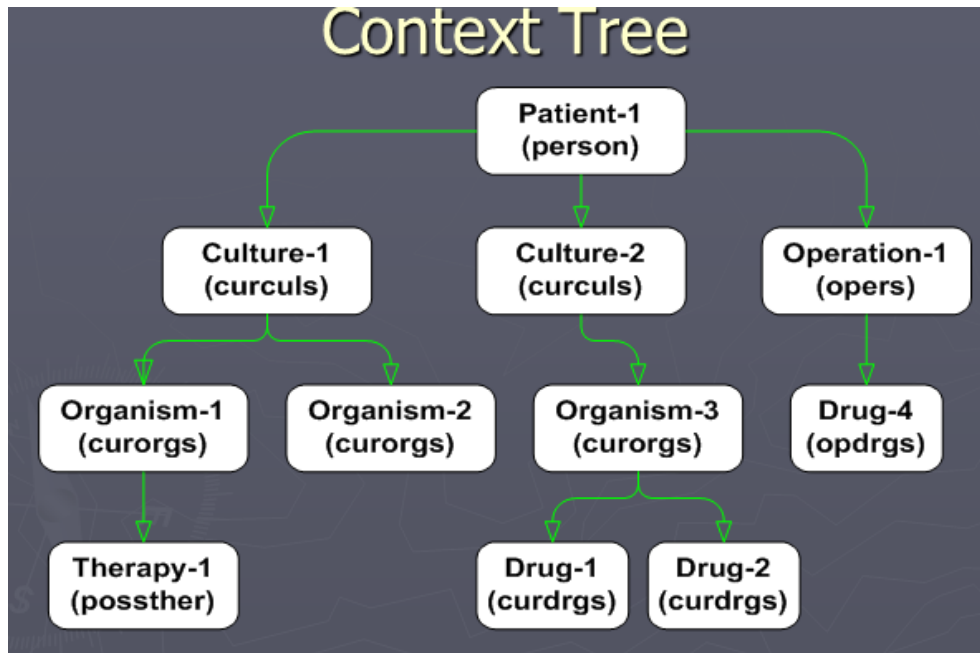 Context Tree
Patient-1
(person)
Culture-1
(curculs)
Culture-2
(curculs)
Operation-1
(opers)
Organism-1
(curorgs)
Organism-2
(curorgs)
Organism-3
(curorgs)
Drug-4
(opdrgs)
Therapy-1
(possther)
Drug-1
(curdrgs)
Drug-2
(curdrgs)